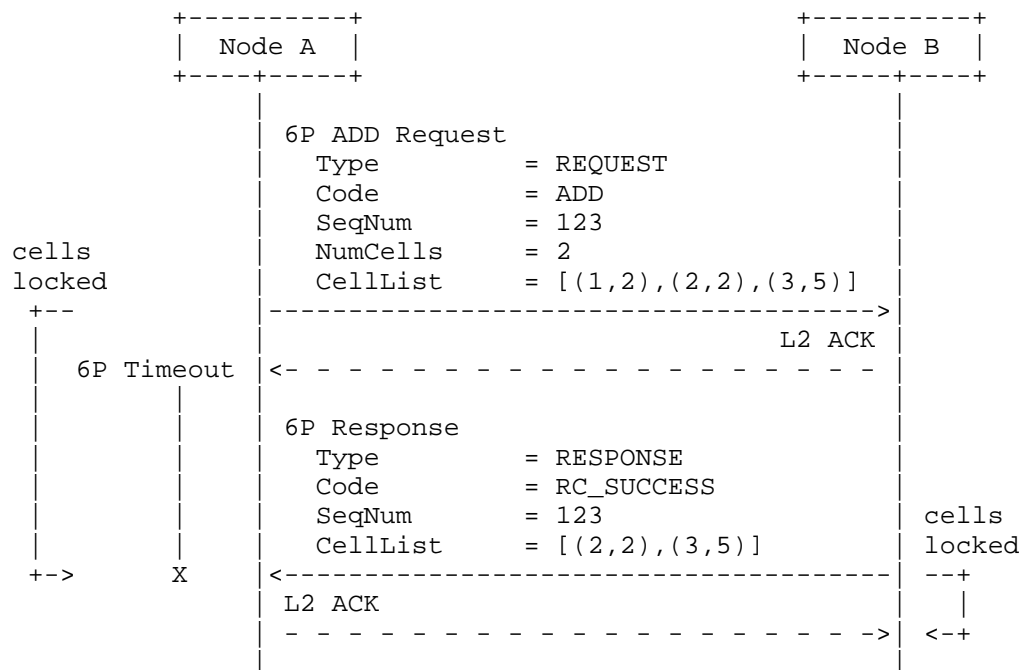 Node A Node B
6P ADD Request
Type = REQUEST
Code = ADD
SeqNum = 123
cells NumCells = 2
locked CellList = [(1,2),(2,2),(3,5)]
L2 ACK
6P Timeout
6P Response
Type = RESPONSE
Code = RC_SUCCESS
SeqNum = 123 cells
CellList = [(2,2),(3,5)] locked
X
L2 ACK